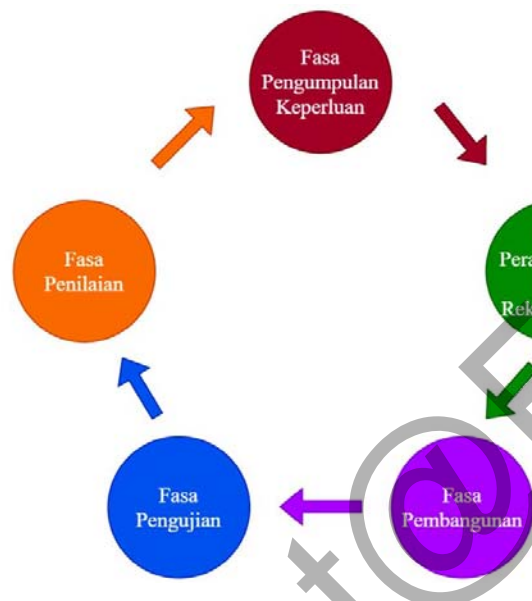 Fasa
Pengumpulan
Keperluan
Fasa
Penilaian
Fasa
Pengujian
Fasa
Pembangunan